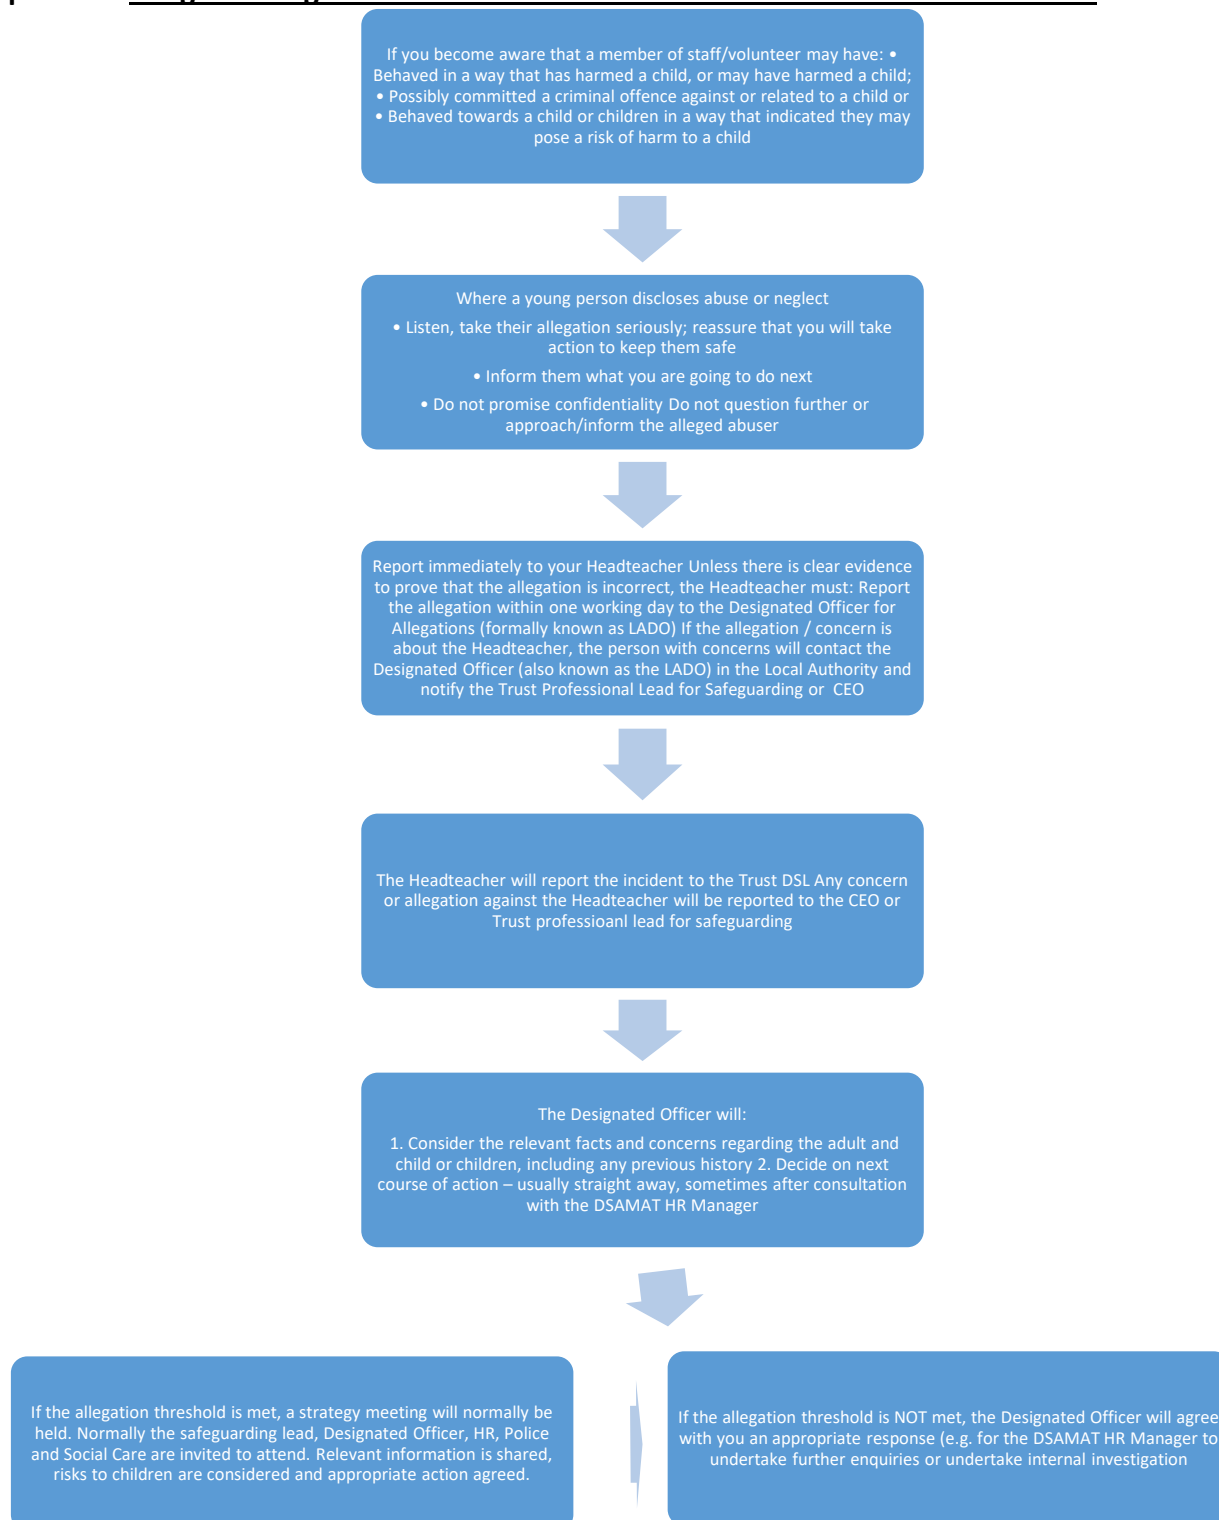 If you become aware that a member of staff/volunteer may have: •
Behaved in a way that has harmed a child, or may have harmed a child;
• Possibly committed a criminal offence against or related to a child or
• Behaved towards a child or children in a way that indicated they may
pose a risk of harm to a child
Where a young person discloses abuse or neglect
• Listen, take their allegation seriously; reassure that you will take
action to keep them safe
• Inform them what you are going to do next
• Do not promise confidentiality Do not question further or
approach/inform the alleged abuser
Report immediately to your Headteacher Unless there is clear evidence
to prove that the allegation is incorrect, the Headteacher must: Report
the allegation within one working day to the Designated Officer for
Allegations (formally known as LADO) If the allegation / concern is
about the Headteacher, the person with concerns will contact the
Designated Officer (also known as the LADO) in the Local Authority and
notify the Trust Professional Lead for Safeguarding or CEO
The Headteacher will report the incident to the Trust DSL Any concern
or allegation against the Headteacher will be reported to the CEO or
Trust professioanl lead for safeguarding
The Designated Officer will:
1. Consider the relevant facts and concerns regarding the adult and
child or children, including any previous history 2. Decide on next
course of action – usually straight away, sometimes after consultation
with the DSAMAT HR Manager
If the allegation threshold is met, a strategy meeting will normally be
held. Normally the safeguarding lead, Designated Officer, HR, Police
and Social Care are invited to attend. Relevant information is shared,
risks to children are considered and appropriate action agreed.
If the allegation threshold is NOT met, the Designated Officer will agree
with you an appropriate response (e.g. for the DSAMAT HR Manager to
undertake further enquiries or undertake internal investigation